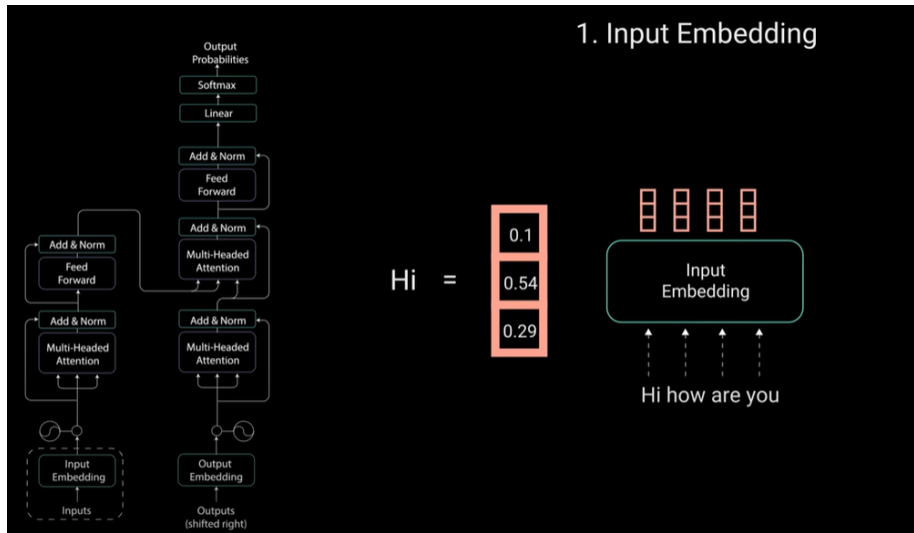 1. Input Embedding
Output
Probabilities
Softmax
Linear
Add & Norm
Feed
Forward
Add & Norm
Multi-Headed
Attention
Add & Norm
Feed
Forward
Add & Norm
Multi-Headed
Attention
Add & Norm
Multi-Headed
Attention
Input
Embedding
Inputs
Output
Embedding
Outputs
(shifted right)
Hi =
0.1
0.54
0.29
Input
Embedding
Hi how are you